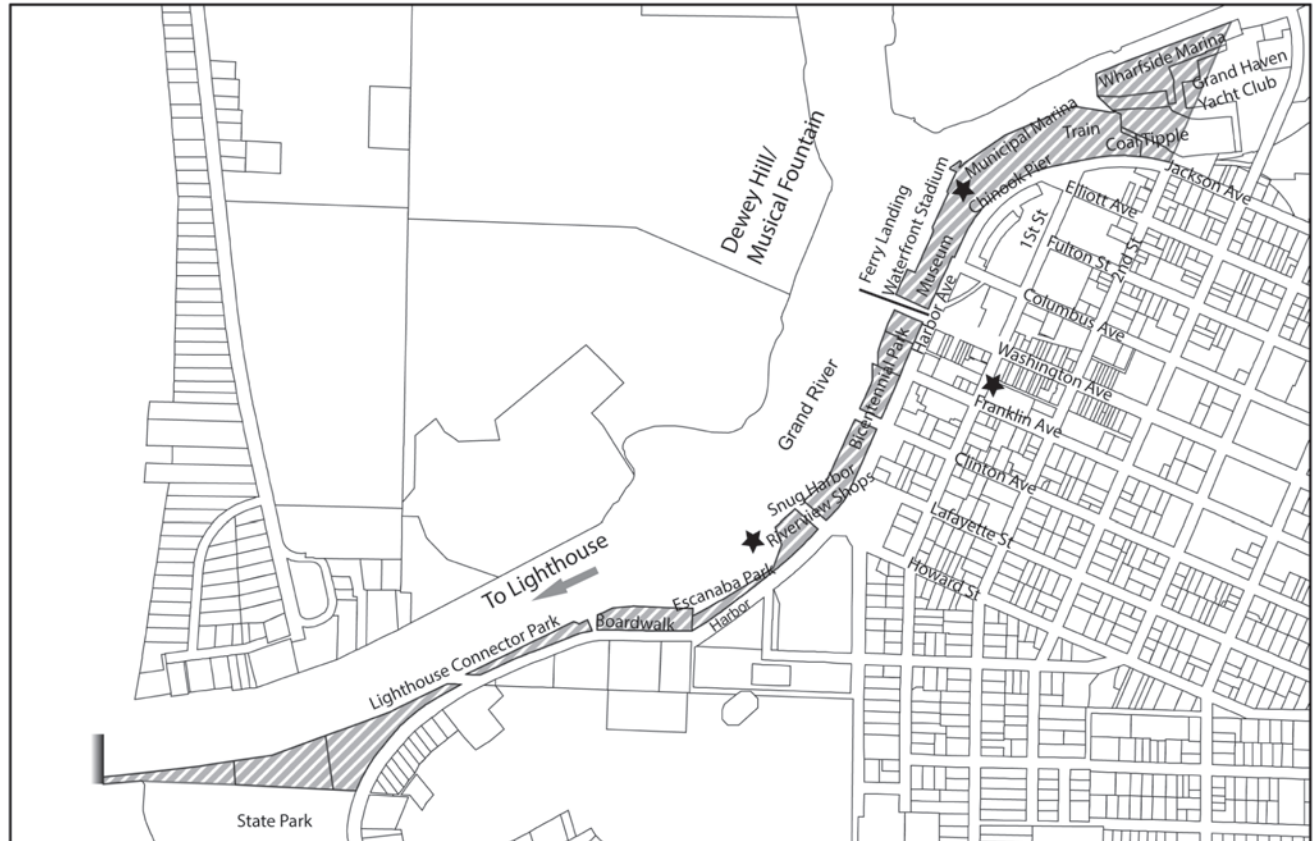 Wharfside Marina
Grand Haven
Yacht Club
Municipal Marina
Train
Coal Tipple
Chinook Pier
Jackson Ave
Elliott Ave
1St St
Fulton St
2nd St
Dewey Hill/
Musical Fountain
Ferry Landing
Waterfront Stadium
Museum
Harbor Ave
Columbus Ave
Washington Ave
Bicentennial Park
Franklin Ave
Grand River
Clinton Ave
Snug Harbor
Riverview Shops
Lafayette St
Howard St
To Lighthouse
Escanaba Park
Harbor
Boardwalk
Lighthouse Connector Park
State Park